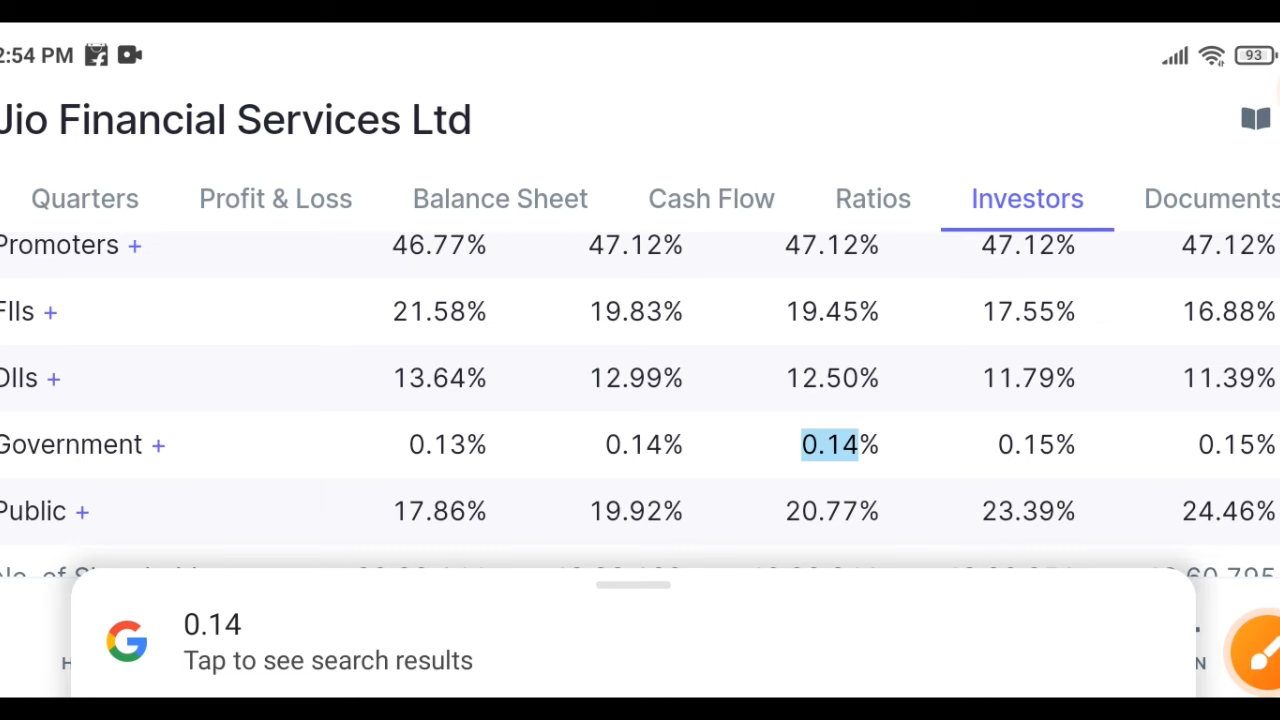 2:54 PM 93
Jio Financial Services Ltd
Quarters Profit & Loss Balance Sheet Cash Flow Ratios Investors Documents
Promoters + 46.77% 47.12% 47.12% 47.12% 47.12%
FIIs + 21.58% 19.83% 19.45% 17.55% 16.88%
DIIs + 13.64% 12.99% 12.50% 11.79% 11.39%
Government + 0.13% 0.14% 0.14% 0.15% 0.15%
Public + 17.86% 19.92% 20.77% 23.39% 24.46%
No. of
0.14
Tap to see search results